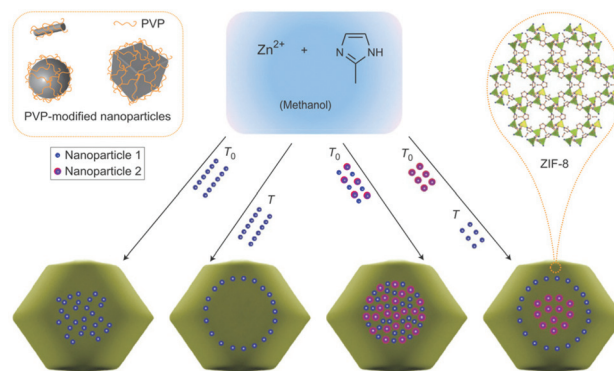 PVP
PVP-modified nanoparticles
Zn2+ + NH
N
(Methanol)
ZIF-8
Nanoparticle 1
Nanoparticle 2
T0
T
T0
T0
T